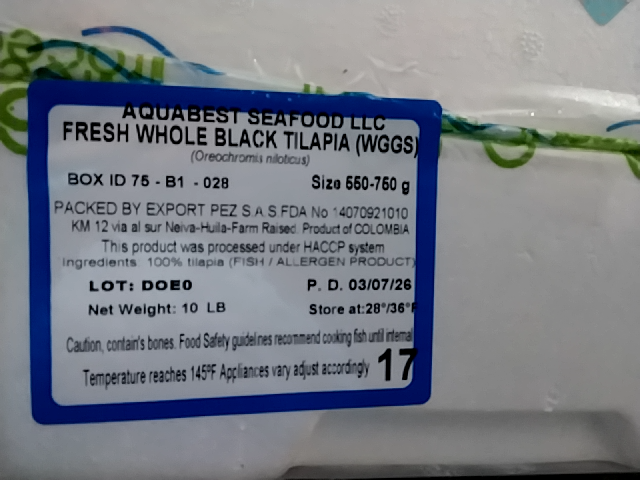 AQUABEST SEAFOOD LLC
FRESH WHOLE BLACK TILAPIA (WGGS)
(Oreochromis niloticus)
BOX ID 75 - B1 - 028 Size 550-750 g
PACKED BY EXPORT PEZ S.A.S.FDA No 14070921010
KM 12 via al sur Neiva-Huila-Farm Raised. Product of COLOMBIA
This product was processed under HACCP system
Ingredients: 100% tilapia (FISH / ALLERGEN PRODUCT)
LOT: DOE0 P. D. 03/07/26
Net Weight: 10 LB Store at:28°/36°F
Caution, contain's bones. Food Safety guidelines recommend cooking fish until internal
Temperature reaches 145ºF Appliances vary adjust accordingly 17